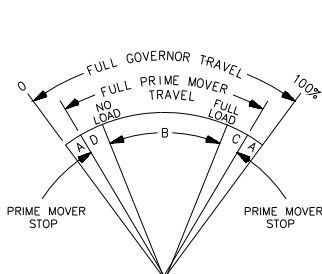 FULL GOVERNOR TRAVEL
0
100%
FULL PRIME MOVER
TRAVEL
NO
LOAD
FULL
LOAD
A
D
B
C
A
PRIME MOVER
STOP
PRIME MOVER
STOP